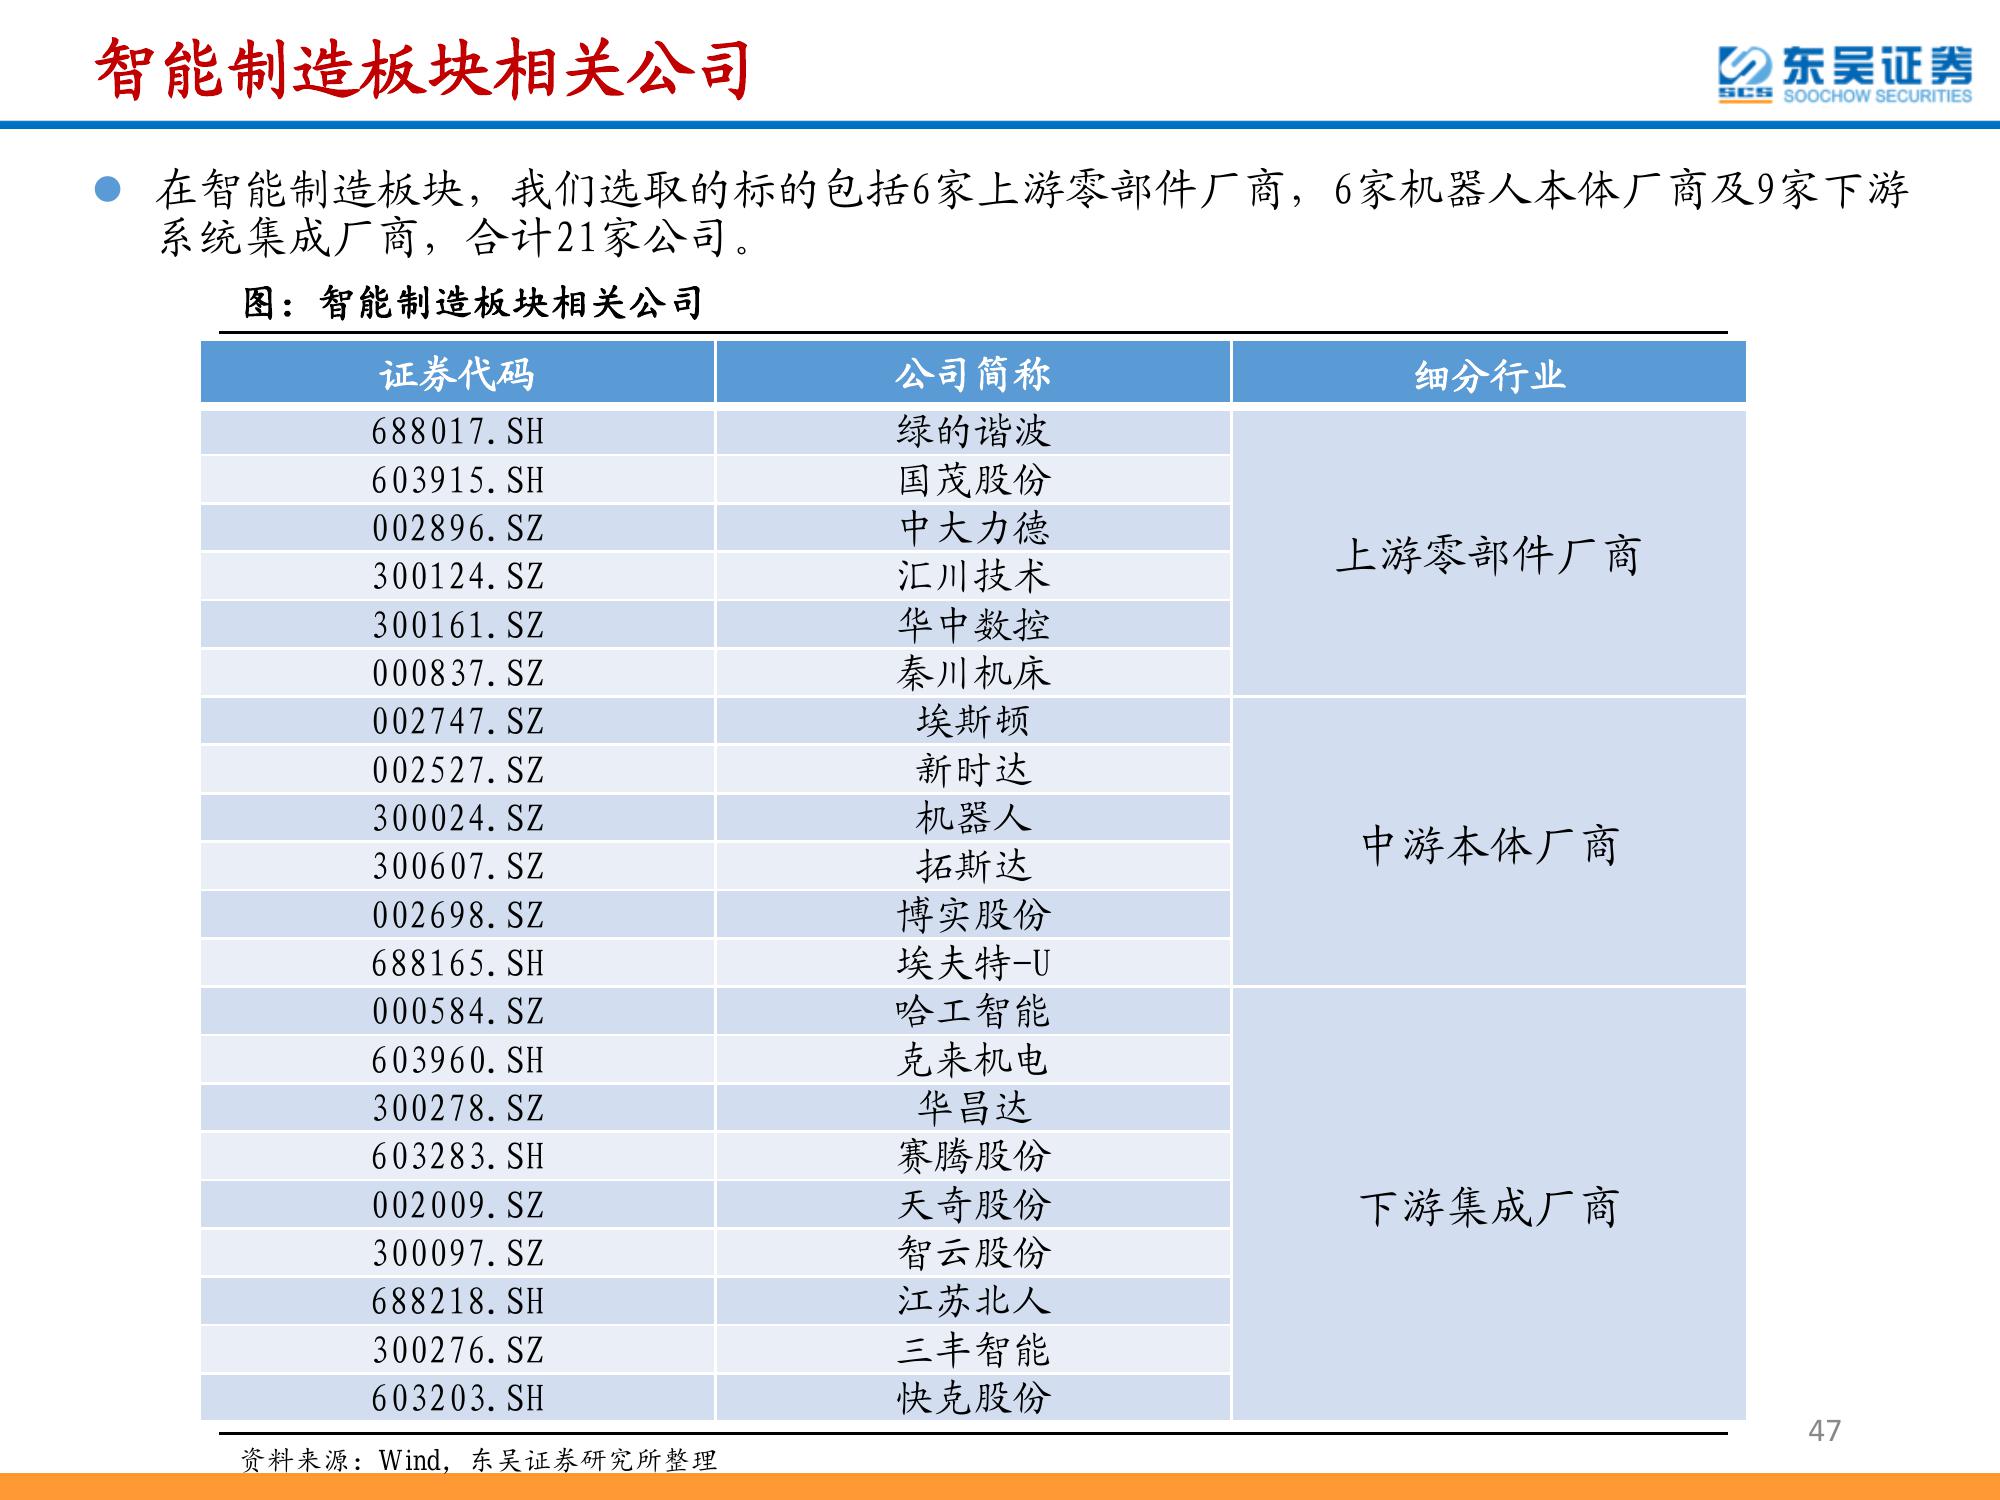 智能制造板块相关公司
东吴证券
SCS SOOCHOW SECURITIES
在智能制造板块，我们选取的标的包括6家上游零部件厂商，6家机器人本体厂商及9家下游
系统集成厂商，合计21家公司。
图：智能制造板块相关公司
证券代码 公司简称 细分行业
688017.SH 绿的谐波
603915.SH 国茂股份
002896.SZ 中大力德
上游零部件厂商
300124.SZ 汇川技术
300161.SZ 华中数控
000837.SZ 秦川机床
002747.SZ 埃斯顿
002527.SZ 新时达
300024.SZ 机器人
中游本体厂商
300607.SZ 拓斯达
002698.SZ 博实股份
688165.SH 埃夫特-U
000584.SZ 哈工智能
603960.SH 克来机电
300278.SZ 华昌达
603283.SH 赛腾股份
002009.SZ 天奇股份 下游集成厂商
300097.SZ 智云股份
688218.SH 江苏北人
300276.SZ 三丰智能
603203.SH 快克股份
47
资料来源：Wind，东吴证券研究所整理